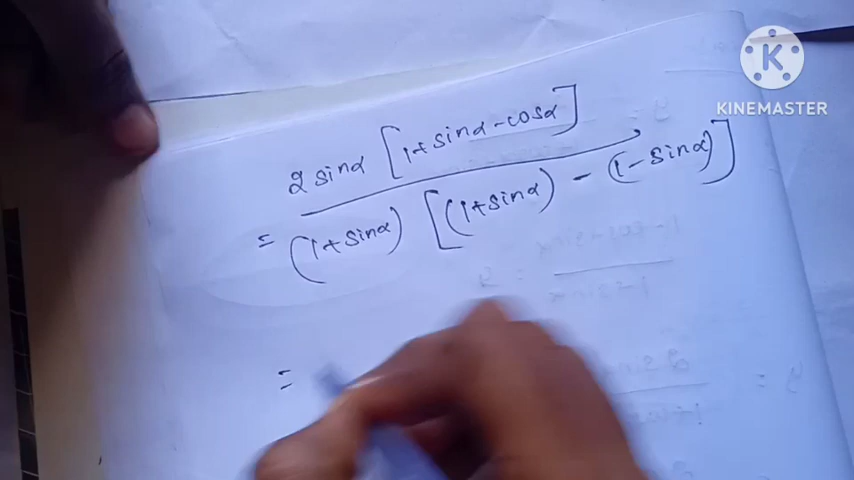 K
KINEMASTER
2 sinα [1+sinα-cosα]
= (1+sinα) [(1+sinα) - (1-sinα)]
=